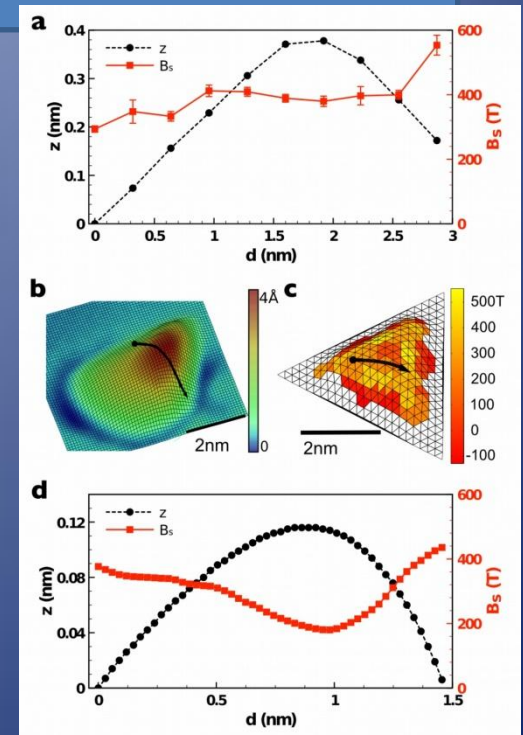 a
z
Bₛ
0.4
0.3
0.2
0.1
0
z (nm)
600
400
200
0
Bₛ (T)
0 0.5 1 1.5 2 2.5 3
d (nm)
b
4Å
0
2nm
c
500T
400
300
200
100
0
-100
2nm
d
z
Bₛ
0.12
0.08
0.04
0
z (nm)
600
400
200
0
Bₛ (T)
0 0.5 1 1.5
d (nm)